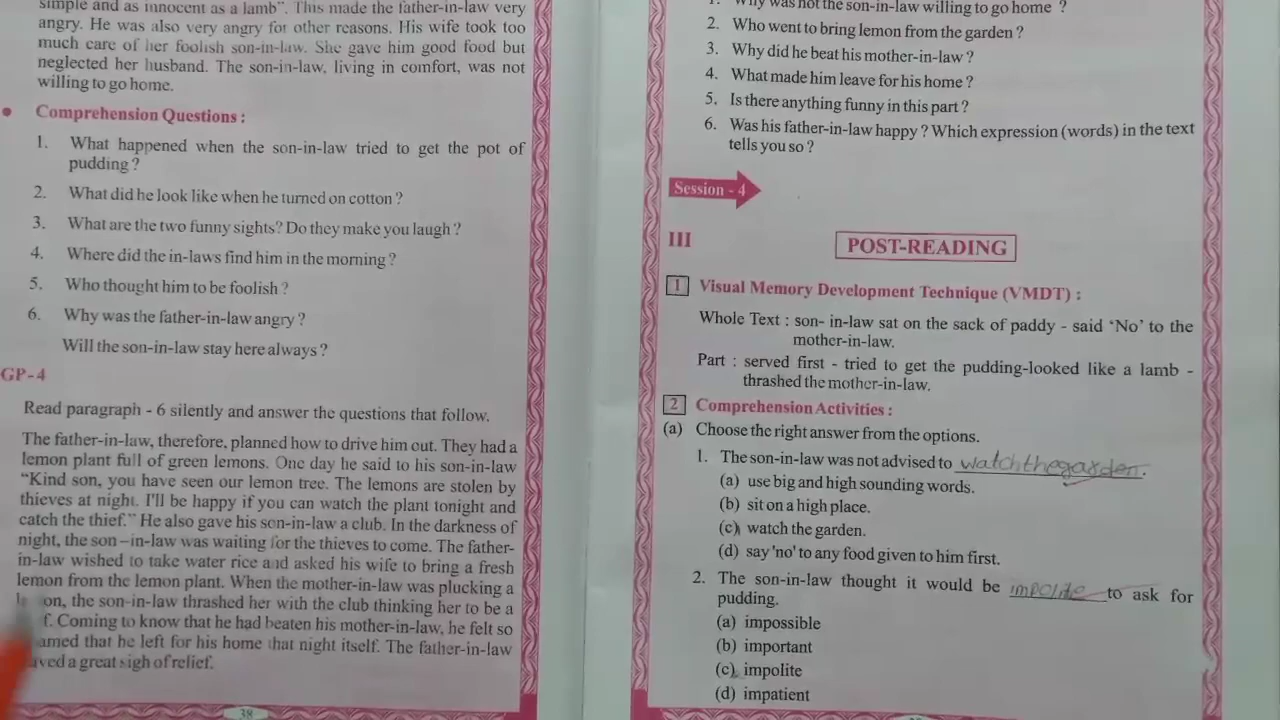 simple and as innocent as a lamb". This made the father-in-law very
angry. He was also very angry for other reasons. His wife took too
much care of her foolish son-in-law. She gave him good food but
neglected her husband. The son-in-law, living in comfort, was not
willing to go home.
• Comprehension Questions :
1. What happened when the son-in-law tried to get the pot of
pudding ?
2. What did he look like when he turned on cotton ?
3. What are the two funny sights? Do they make you laugh ?
4. Where did the in-laws find him in the morning ?
5. Who thought him to be foolish ?
6. Why was the father-in-law angry ?
Will the son-in-law stay here always ?
GP-4
Read paragraph - 6 silently and answer the questions that follow.
The father-in-law, therefore, planned how to drive him out. They had a
lemon plant full of green lemons. One day he said to his son-in-law
"Kind son, you have seen our lemon tree. The lemons are stolen by
thieves at night. I'll be happy if you can watch the plant tonight and
catch the thief." He also gave his son-in-law a club. In the darkness of
night, the son-in-law was waiting for the thieves to come. The father-
in-law wished to take water rice and asked his wife to bring a fresh
lemon from the lemon plant. When the mother-in-law was plucking a
on, the son-in-law thrashed her with the club thinking her to be a
f. Coming to know that he had beaten his mother-in-law, he felt so
amed that he left for his home that night itself. The father-in-law
a great sigh of relief.
38
1. Why was not the son-in-law willing to go home ?
2. Who went to bring lemon from the garden ?
3. Why did he beat his mother-in-law ?
4. What made him leave for his home ?
5. Is there anything funny in this part ?
6. Was his father-in-law happy ? Which expression (words) in the text
tells you so ?
Session - 4
III POST-READING
1 Visual Memory Development Technique (VMDT) :
Whole Text : son- in-law sat on the sack of paddy - said 'No' to the
mother-in-law.
Part : served first - tried to get the pudding-looked like a lamb -
thrashed the mother-in-law.
2 Comprehension Activities :
(a) Choose the right answer from the options.
1. The son-in-law was not advised to watch the garden.
(a) use big and high sounding words.
(b) sit on a high place.
(c) watch the garden.
(d) say 'no' to any food given to him first.
2. The son-in-law thought it would be impolite to ask for
pudding.
(a) impossible
(b) important
(c) impolite
(d) impatient